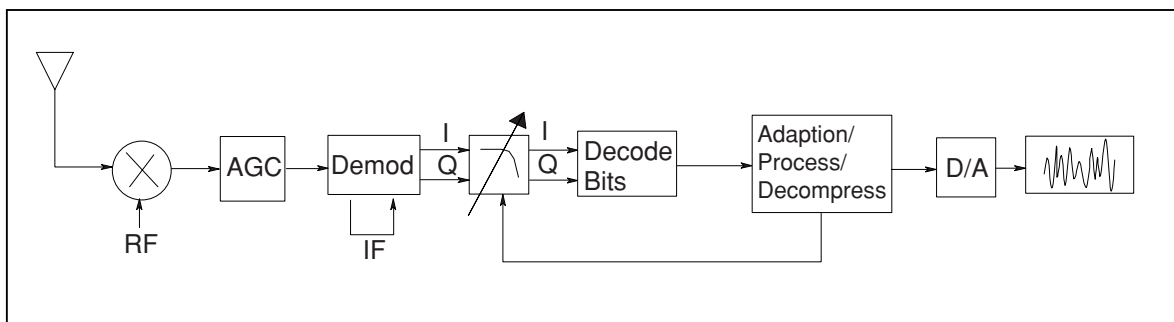 RF
AGC
Demod
IF
I
Q
I
Q
Decode
Bits
Adaption/
Process/
Decompress
D/A